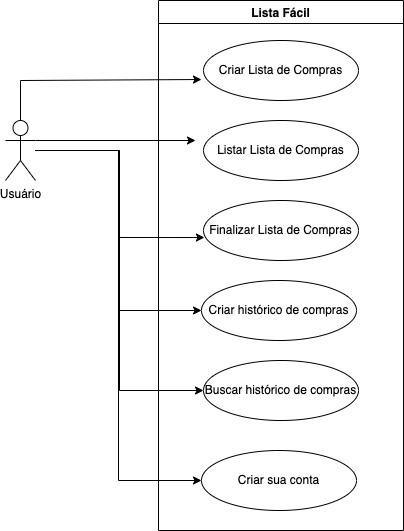 Lista Fácil
Criar Lista de Compras
Listar Lista de Compras
Usuário
Finalizar Lista de Compras
Criar histórico de compras
Buscar histórico de compras
Criar sua conta